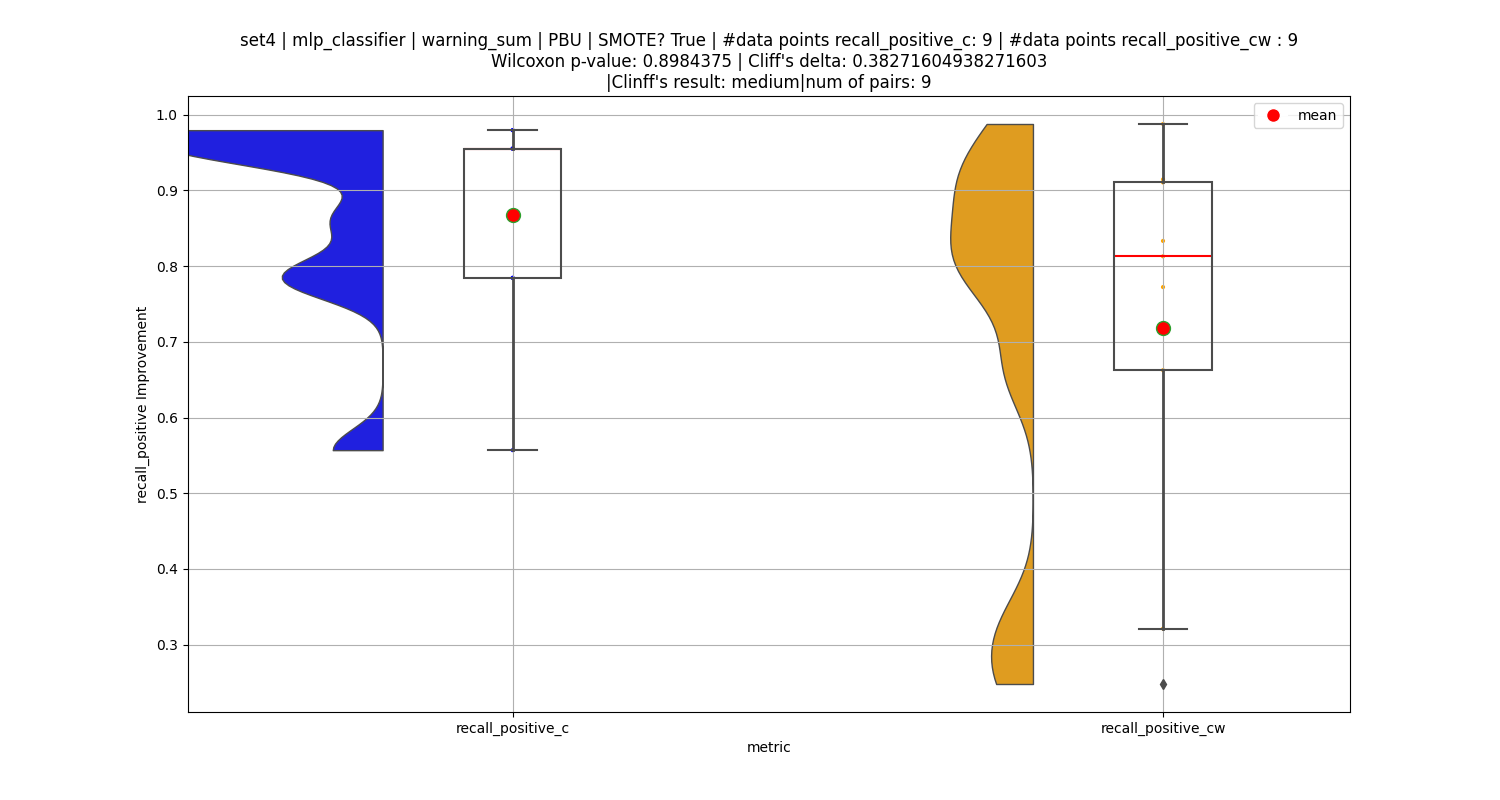 set4 | mlp_classifier | warning_sum | PBU | SMOTE? True | #data points recall_positive_c: 9 | #data points recall_positive_cw : 9
Wilcoxon p-value: 0.8984375 | Cliff's delta: 0.38271604938271603
|Clinff's result: medium|num of pairs: 9
mean
1.0
0.9
0.8
0.7
0.6
0.5
0.4
0.3
recall_positive Improvement
recall_positive_c
recall_positive_cw
metric